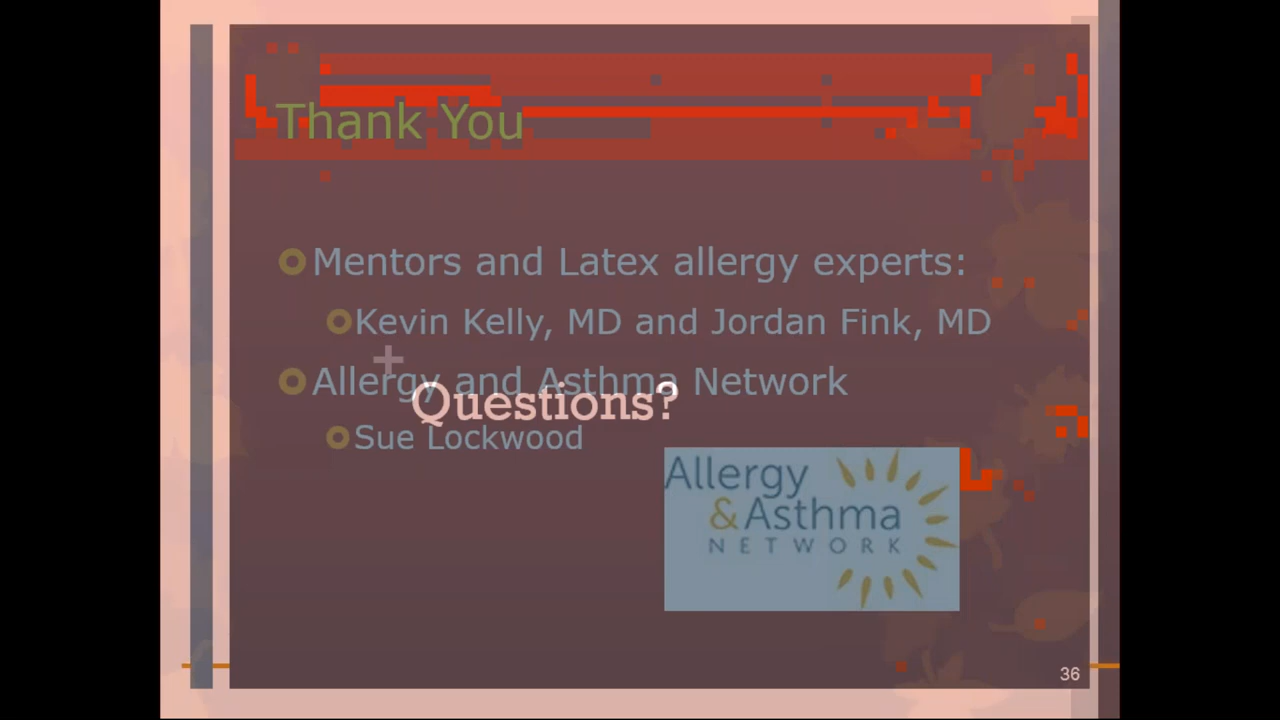 Thank You
Mentors and Latex allergy experts:
Kevin Kelly, MD and Jordan Fink, MD
+
Allergy and Asthma Network
Questions?
Sue Lockwood
Allergy
& Asthma
NETWORK
36